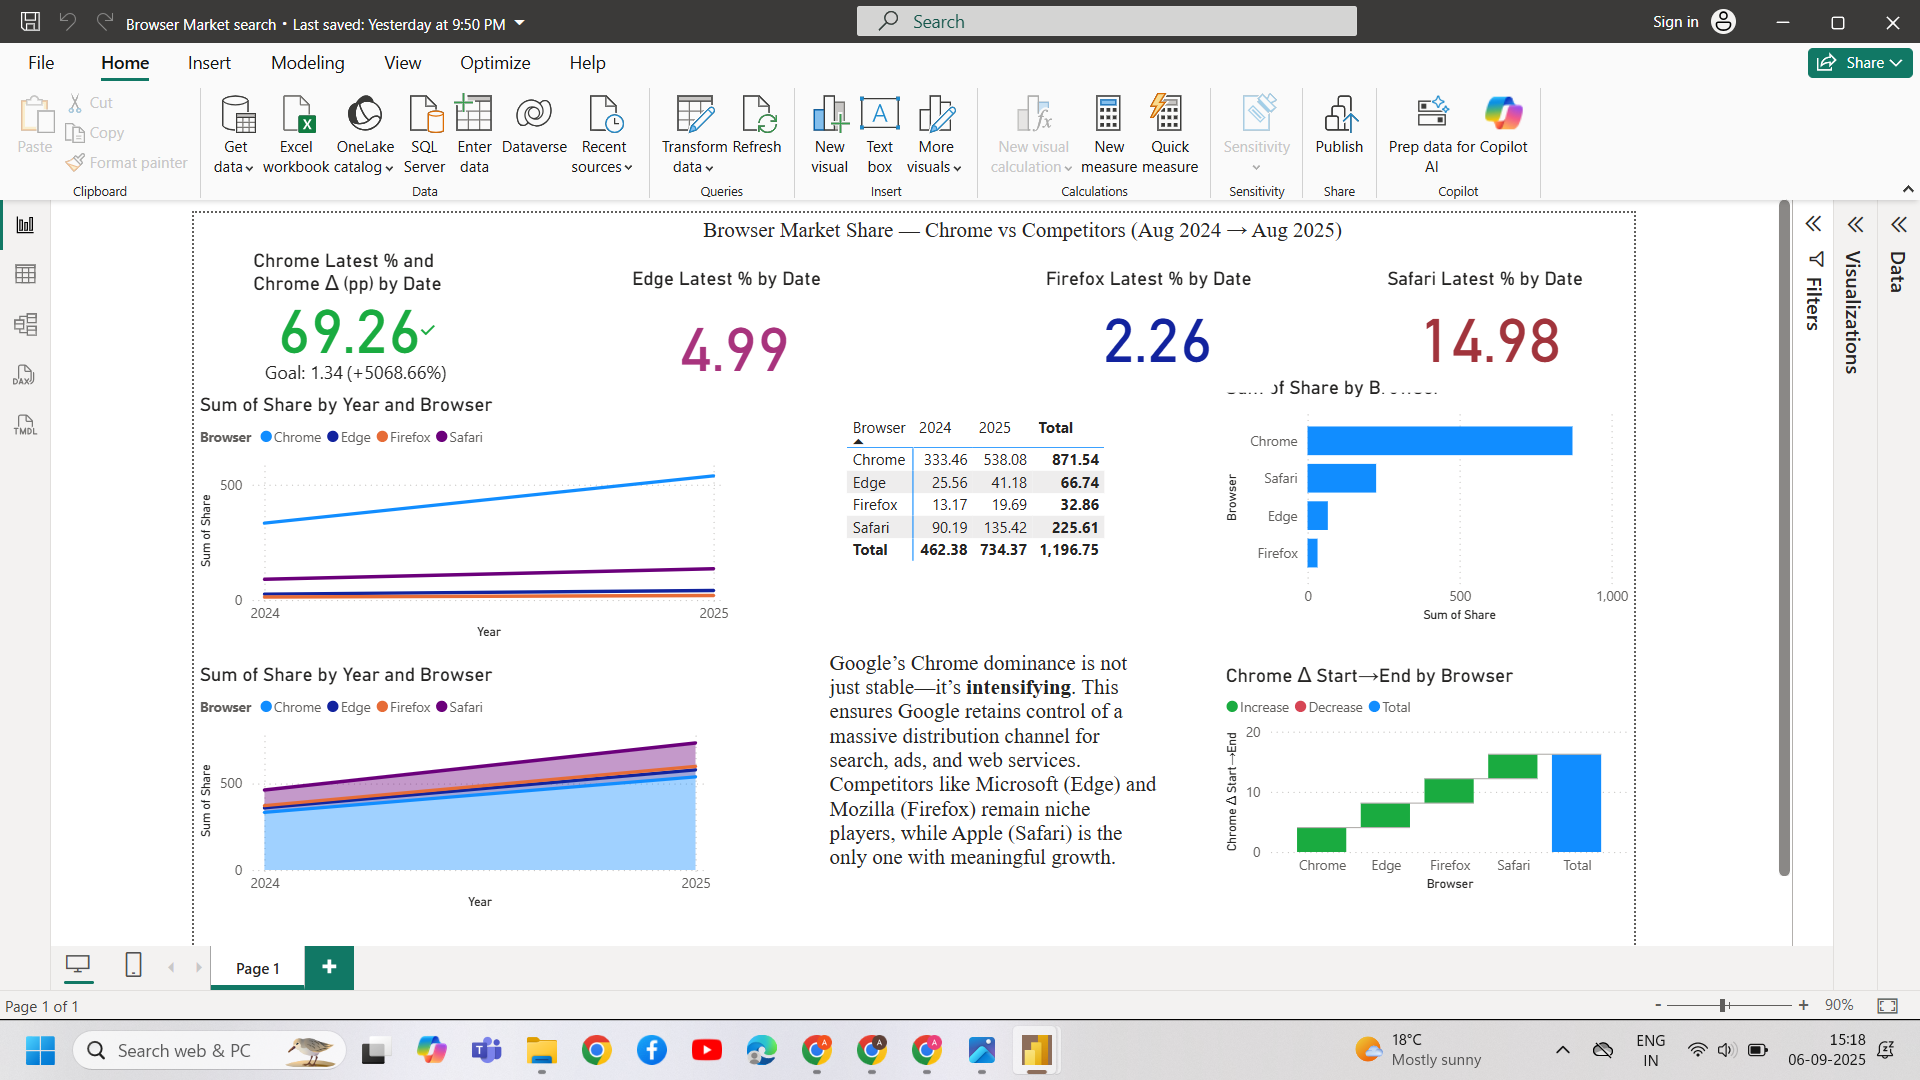 Browser Market search • Last saved: Yesterday at 9:50 PM
Search
Sign in
File Home Insert Modeling View Optimize Help
Share
Paste
Cut
Copy
Format painter
Clipboard
Get data
Excel workbook
OneLake catalog
SQL Server
Enter data
Dataverse
Recent sources
Data
Transform data
Refresh
Queries
New visual
Text box
More visuals
Insert
New visual calculation
New measure
Quick measure
Calculations
Sensitivity
Sensitivity
Publish
Share
Prep data for AI
Copilot
Copilot
DAX
TMDL
Browser Market Share — Chrome vs Competitors (Aug 2024 → Aug 2025)
Chrome Latest % and
Chrome Δ (pp) by Date
69.26
Goal: 1.34 (+5068.66%)
Edge Latest % by Date
4.99
Firefox Latest % by Date
2.26
Safari Latest % by Date
14.98
Sum of Share by Year and Browser
Browser Chrome Edge Firefox Safari
Sum of Share
500
0
2024 2025
Year
Browser 2024 2025 Total
Chrome 333.46 538.08 871.54
Edge 25.56 41.18 66.74
Firefox 13.17 19.69 32.86
Safari 90.19 135.42 225.61
Total 462.38 734.37 1,196.75
of Share by
Browser
Chrome
Safari
Edge
Firefox
0 500 1,000
Sum of Share
Sum of Share by Year and Browser
Browser Chrome Edge Firefox Safari
Sum of Share
500
0
2024 2025
Year
Google’s Chrome dominance is not
just stable—it’s intensifying. This
ensures Google retains control of a
massive distribution channel for
search, ads, and web services.
Competitors like Microsoft (Edge) and
Mozilla (Firefox) remain niche
players, while Apple (Safari) is the
only one with meaningful growth.
Chrome Δ Start→End by Browser
Increase Decrease Total
Chrome Δ Start→End
20
10
0
Chrome Edge Firefox Safari Total
Browser
Filters
Visualizations
Data
Page 1
Page 1 of 1
- + 90%
Search web & PC
18°C
Mostly sunny
ENG
IN
15:18
06-09-2025